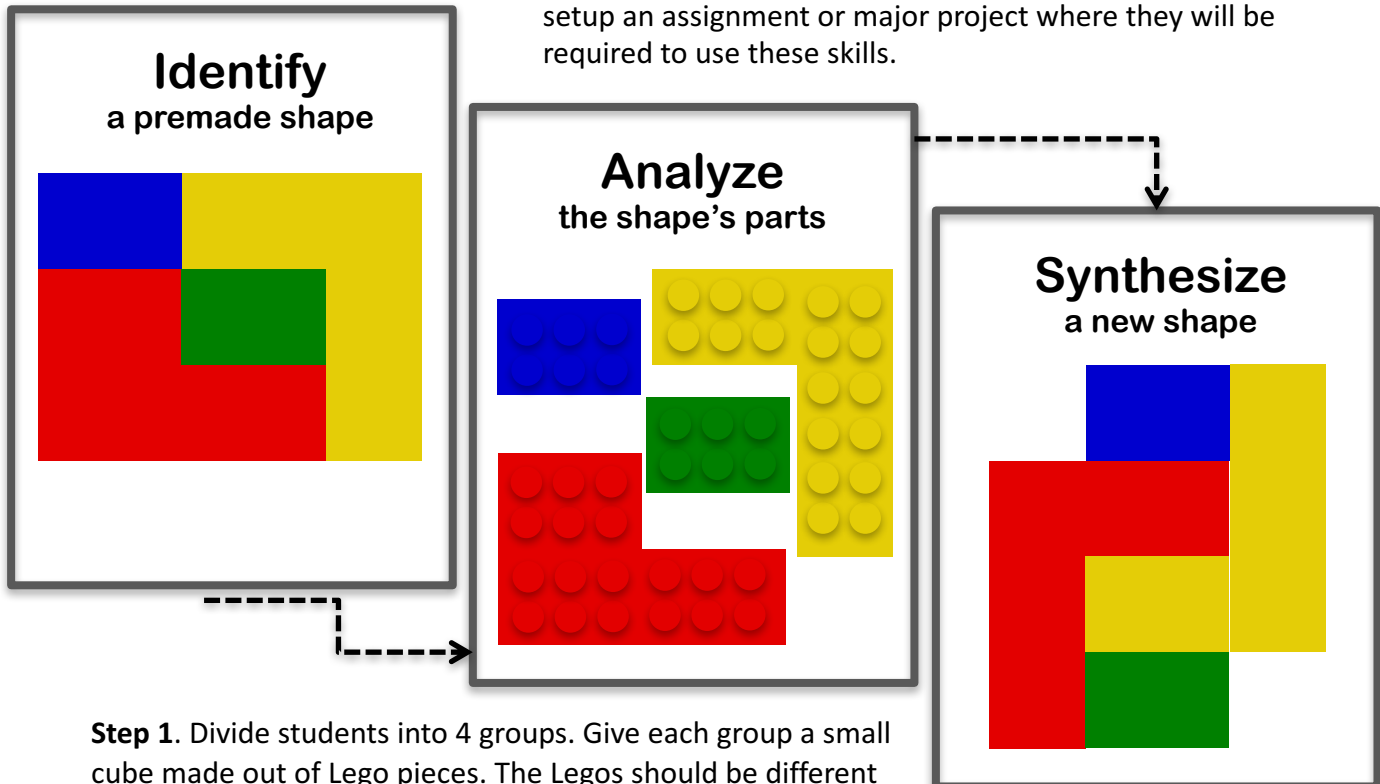 setup an assignment or major project where they will be
required to use these skills.
Identify
a premade shape
Analyze
the shape’s parts
Synthesize
a new shape
Step 1. Divide students into 4 groups. Give each group a small
cube made out of Lego pieces. The Legos should be different